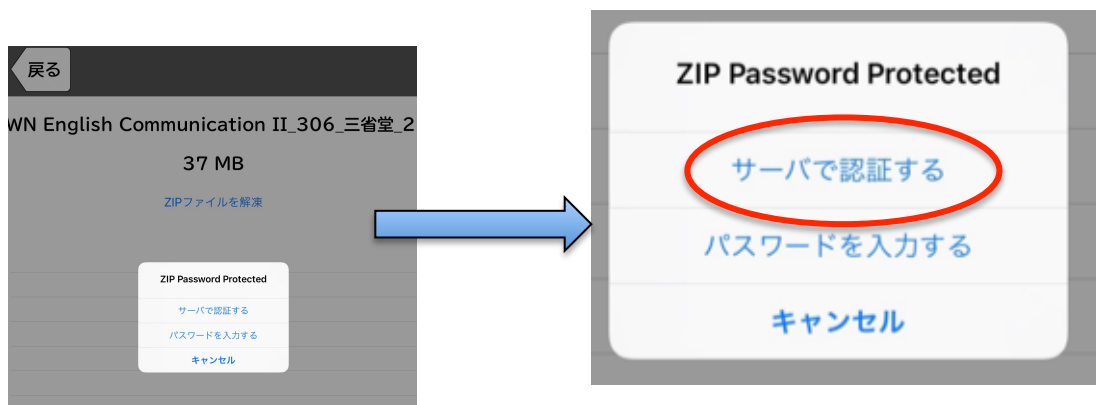 戻る
WN English Communication II_306_三省堂_2
37 MB
ZIPファイルを解凍
ZIP Password Protected
サーバで認証する
パスワードを入力する
キャンセル
ZIP Password Protected
サーバで認証する
パスワードを入力する
キャンセル